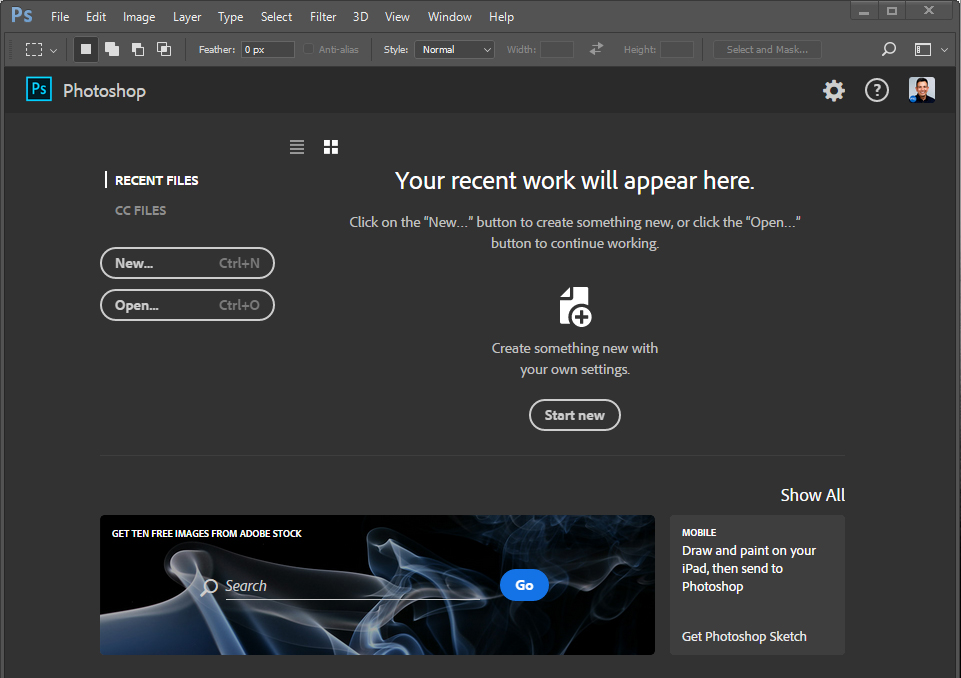 Ps File Edit Image Layer Type Select Filter 3D View Window Help
Feather: 0 px Anti-alias Style: Normal Width: Height: Select and Mask...
Ps Photoshop ?
RECENT FILES
CC FILES
New... Ctrl+N
Open... Ctrl+O
Your recent work will appear here.
Click on the “New...” button to create something new, or click the “Open...“
button to continue working.
Create something new with
your own settings.
Start new
Show All
GET TEN FREE IMAGES FROM ADOBE STOCK
Search Go
MOBILE
Draw and paint on your
iPad, then send to
Photoshop
Get Photoshop Sketch